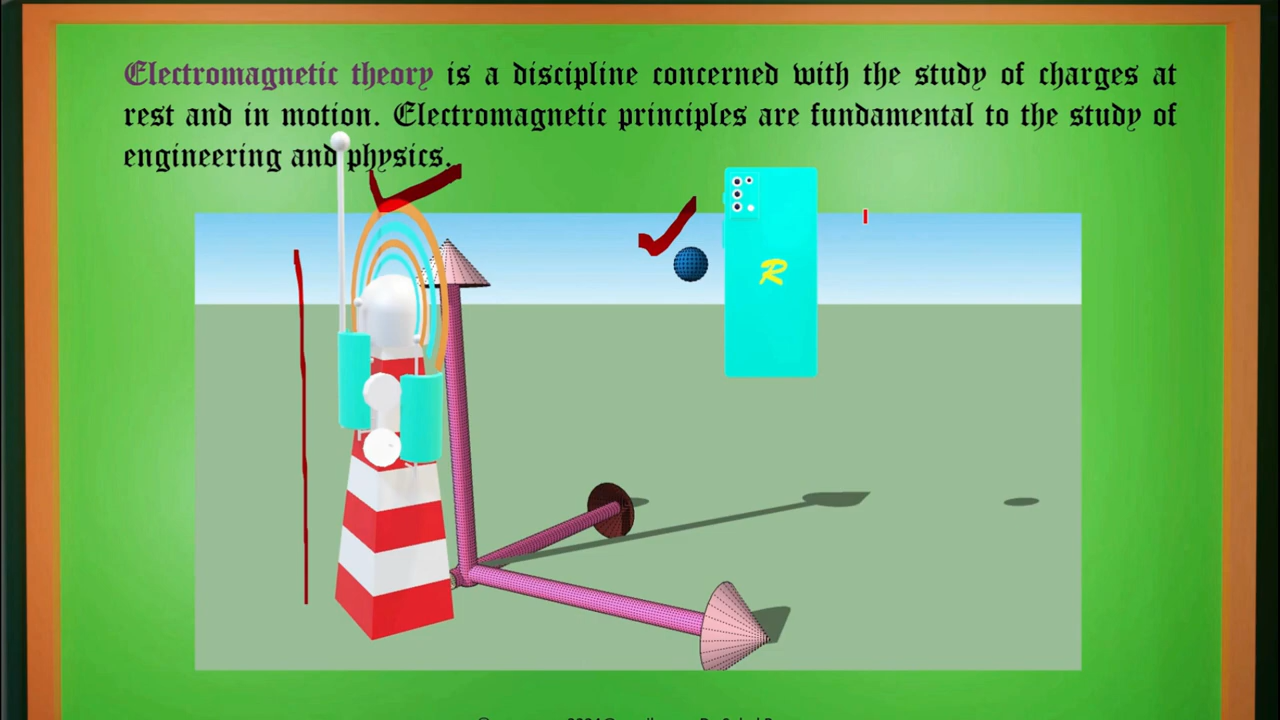 Electromagnetic theory is a discipline concerned with the study of charges at
rest and in motion. Electromagnetic principles are fundamental to the study of
engineering and physics.
R